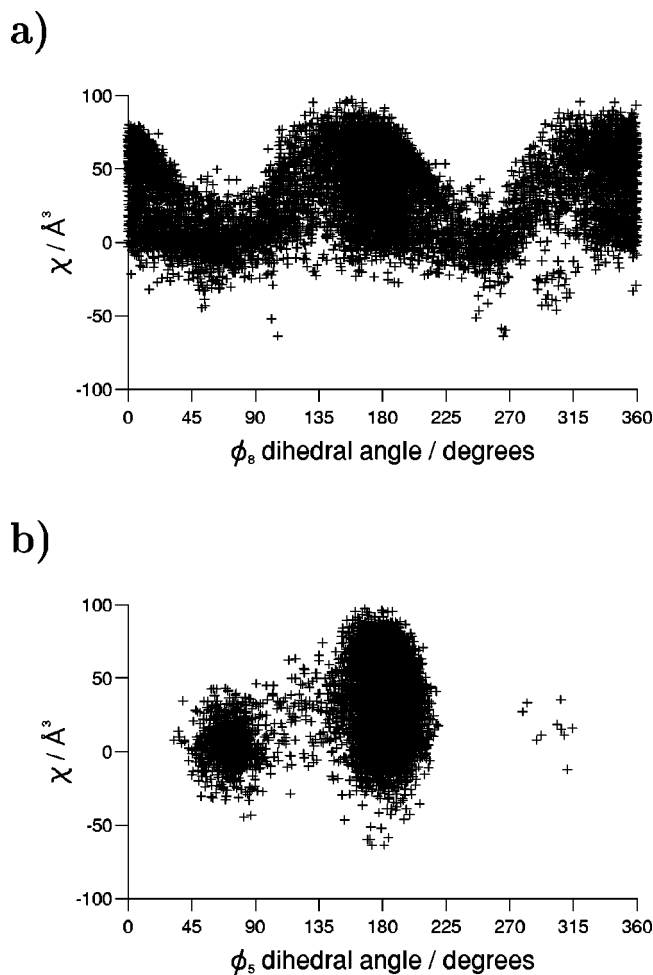 a)
100
50
0
-50
-100
χ / Å³
0 45 90 135 180 225 270 315 360
ϕ₈ dihedral angle / degrees
b)
100
50
0
-50
-100
χ / Å³
0 45 90 135 180 225 270 315 360
ϕ₅ dihedral angle / degrees